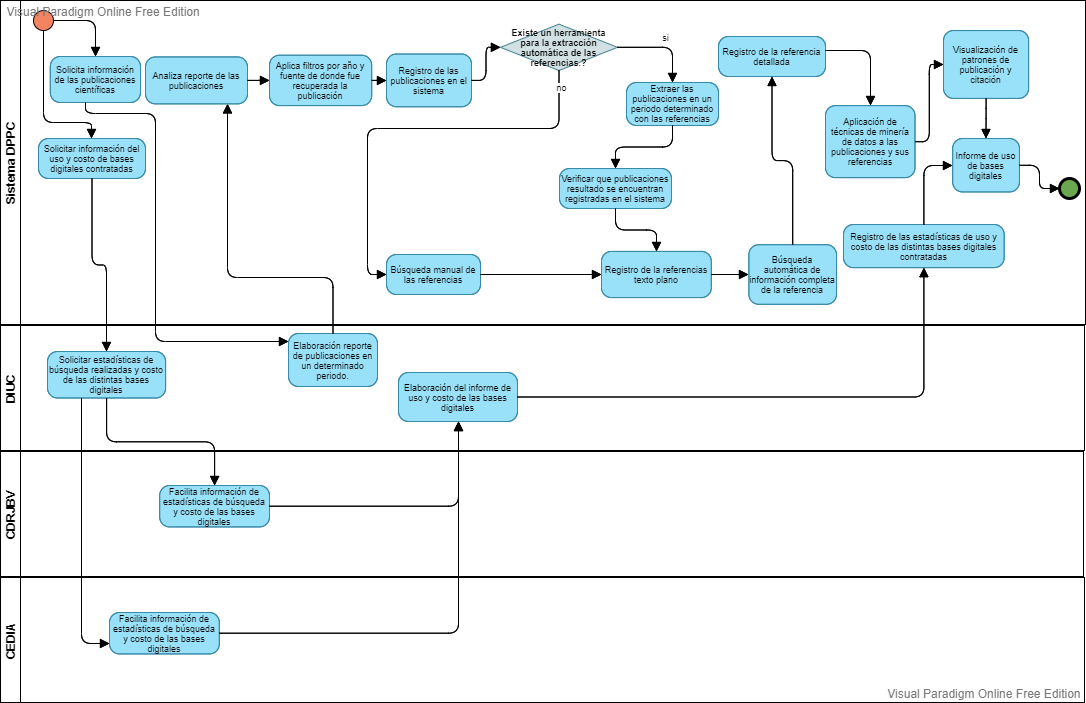 Visual Paradigm Online Free Edition
Sistema DPPC
Solicita información
de las publicaciones
científicas
Analiza reporte de las
publicaciones
Aplica filtros por año y
fuente de donde fue
recuperada la
publicación
Registro de las
publicaciones en el
sistema
Existe un herramienta
para la extracción
automática de las
referencias.?
si
no
Extraer las
publicaciones en un
periodo determinado
con las referencias
Registro de la referencia
detallada
Visualización de
patrones de
publicación y
citación
Aplicación de
técnicas de minería
de datos a las
publicaciones y sus
referencias
Solicitar información del
uso y costo de bases
digitales contratadas
Verificar que publicaciones
resultado se encuentran
registradas en el sistema
Informe de uso
de bases
digitales
Registro de las estadísticas de uso y
costo de las distintas bases digitales
contratadas
Búsqueda manual de
las referencias
Registro de la referencias
texto plano
Búsqueda
automática de
información completa
de la referencia
DIUC
Solicitar estadísticas de
búsqueda realizadas y costo
de las distintas bases
digitales
Elaboración reporte
de publicaciones en
un determinado
periodo.
Elaboración del informe de
uso y costo de las bases
digitales
CDRJBV
Facilita información de
estadísticas de búsqueda
y costo de las bases
digitales
CEDIA
Facilita información de
estadísticas de búsqueda
y costo de las bases
digitales
Visual Paradigm Online Free Edition